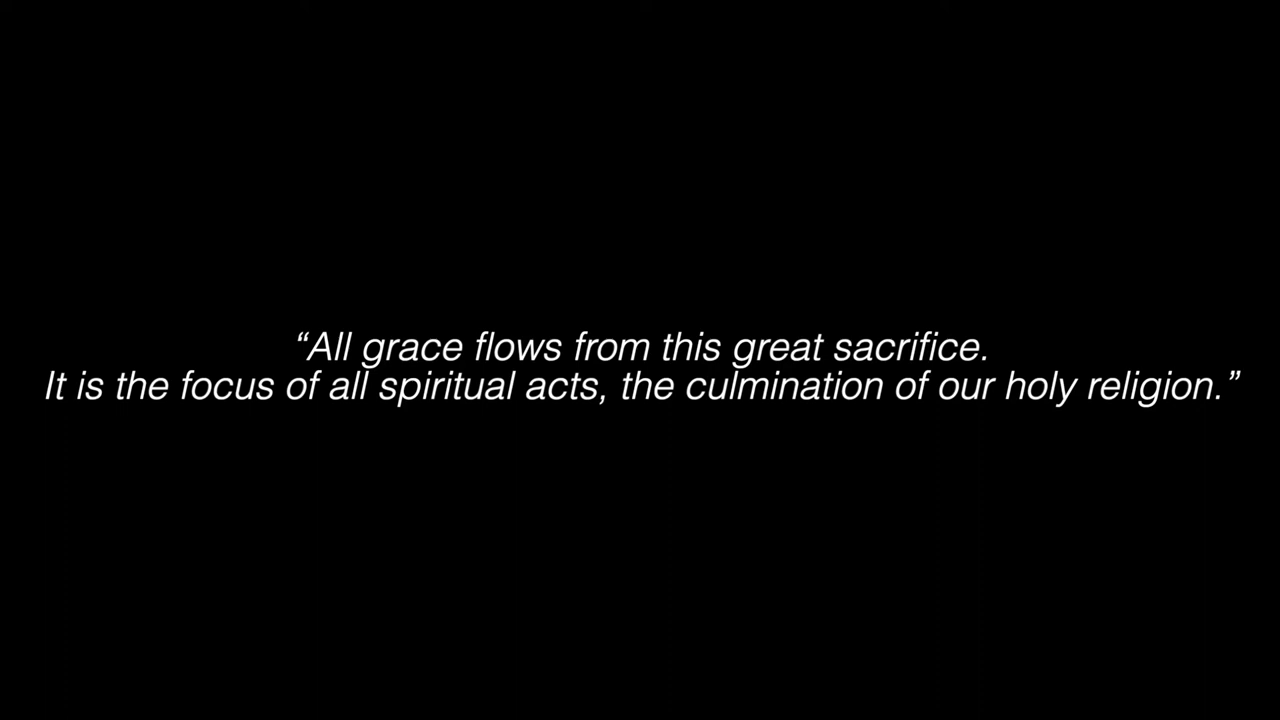 “All grace flows from this great sacrifice.
It is the focus of all spiritual acts, the culmination of our holy religion.”